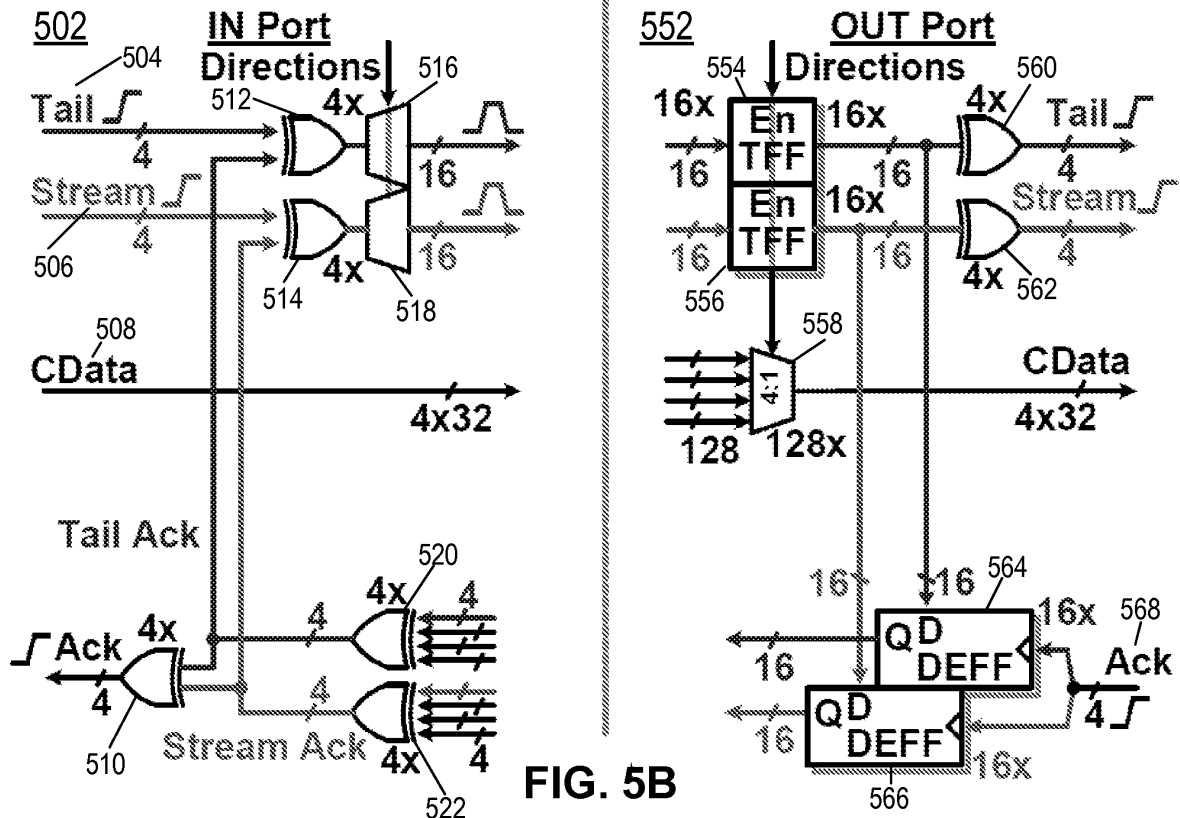 502
IN Port
Directions
504
512
4x
516
Tail
4
16
Stream
4
506
514
4x
518
16
508
CData
4x32
Tail Ack
520
4x
4
4
Ack
4x
4
510
4
Stream Ack
4x
4
522
552
OUT Port
554
Directions
560
16x
En
TFF
16x
4x
Tail
16
16
4
16x
Stream
En
TFF
16
16
4x
4
556
562
558
4:1
CData
128
128x
4x32
16
16
564
16x
568
Q D
DEFF
Ack
16
4
Q D
DEFF
16
16x
566
FIG. 5B